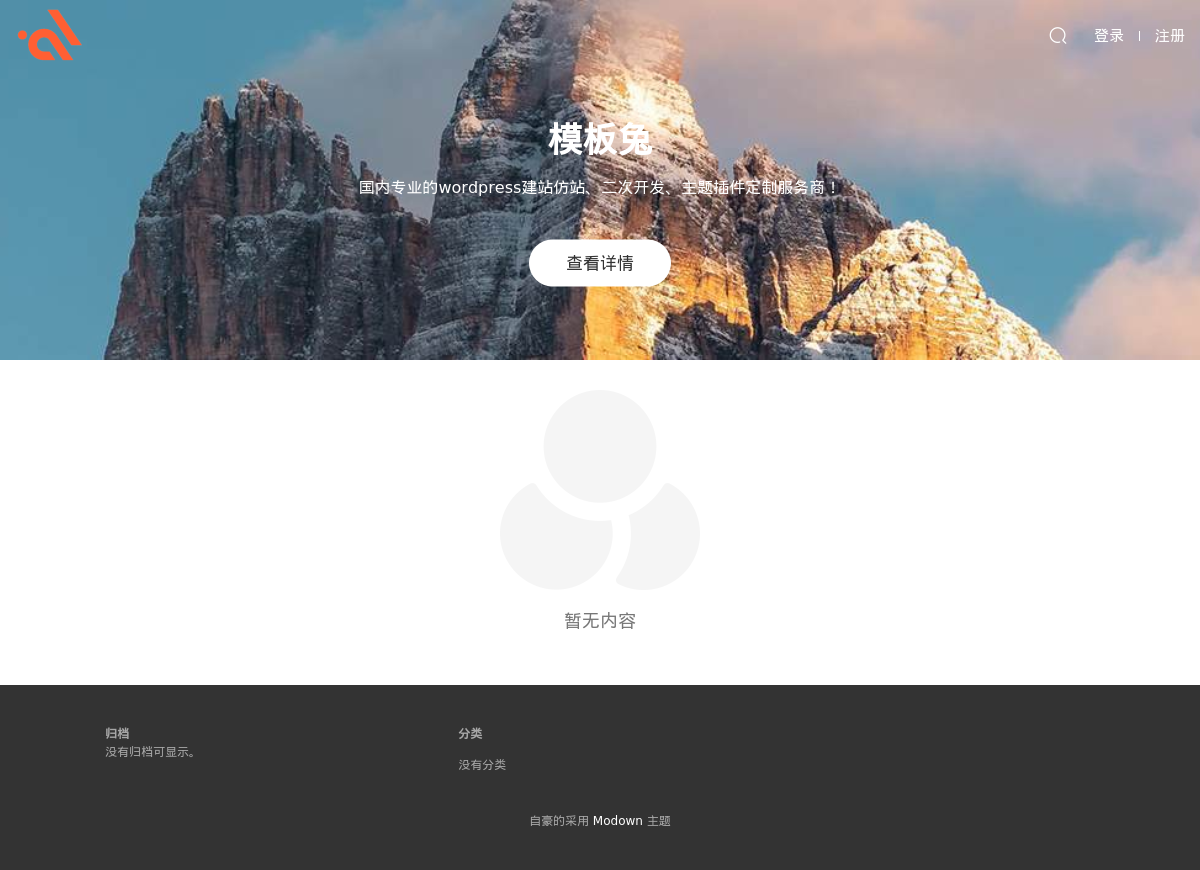 登录
注册
模板兔
国内专业的wordpress建站仿站、二次开发、主题插件定制服务商！
查看详情
暂无内容
归档
没有归档可显示。
分类
没有分类
自豪的采用 Modown 主题